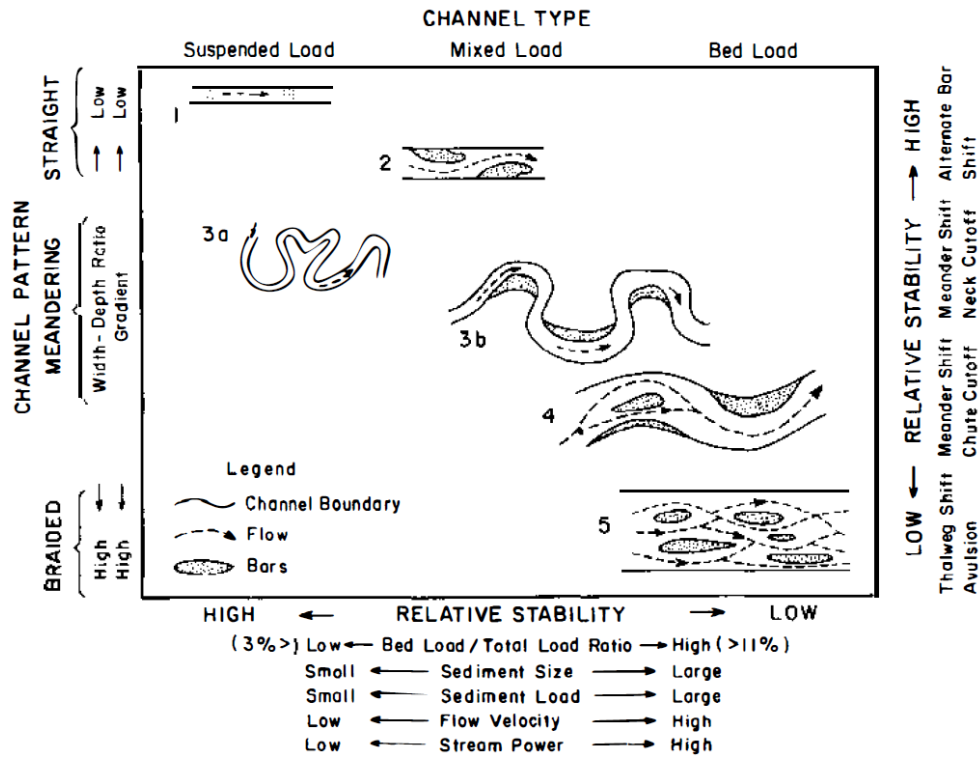 CHANNEL TYPE
Suspended Load Mixed Load Bed Load
CHANNEL PATTERN
STRAIGHT
MEANDERING
BRAIDED
Low
Low
Width-Depth Ratio
Gradient
High
High
1
2
3a
3b
4
5
Legend
Channel Boundary
Flow
Bars
HIGH ← RELATIVE STABILITY → LOW
(3%>) Low ← Bed Load/Total Load Ratio → High (>11%)
Small ← Sediment Size → Large
Small ← Sediment Load → Large
Low ← Flow Velocity → High
Low ← Stream Power → High
LOW ← RELATIVE STABILITY → HIGH
Thalweg Shift Meander Shift Meander Shift Alternate Bar
Avulsion Chute Cutoff Neck Cutoff Shift